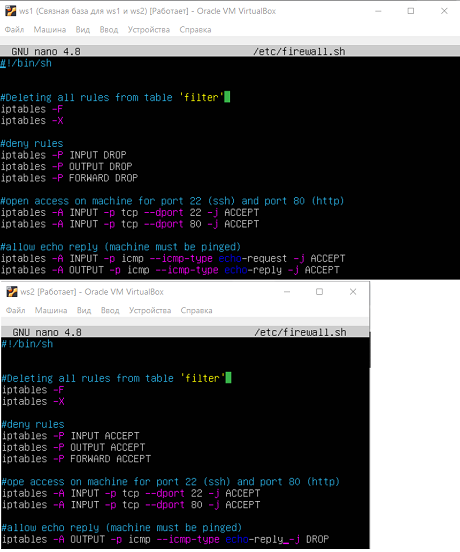 ws1 (Связная база для ws1 и ws2) [Работает] - Oracle VM VirtualBox
Файл Машина Вид Ввод Устройства Справка
GNU nano 4.8 /etc/firewall.sh
#!/bin/sh
#Deleting all rules from table 'filter'
iptables -F
iptables -X
#deny rules
iptables -P INPUT DROP
iptables -P OUTPUT DROP
iptables -P FORWARD DROP
#open access on machine for port 22 (ssh) and port 80 (http)
iptables -A INPUT -p tcp --dport 22 -j ACCEPT
iptables -A INPUT -p tcp --dport 80 -j ACCEPT
#allow echo reply (machine must be pinged)
iptables -A INPUT -p icmp --icmp-type echo-request -j ACCEPT
iptables -A OUTPUT -p icmp --icmp-type echo-reply -j ACCEPT
ws2 [Работает] - Oracle VM VirtualBox
Файл Машина Вид Ввод Устройства Справка
GNU nano 4.8 /etc/firewall.sh
#!/bin/sh
#Deleting all rules from table 'filter'
iptables -F
iptables -X
#deny rules
iptables -P INPUT ACCEPT
iptables -P OUTPUT ACCEPT
iptables -P FORWARD ACCEPT
#ope access on machine for port 22 (ssh) and port 80 (http)
iptables -A INPUT -p tcp --dport 22 -j ACCEPT
iptables -A INPUT -p tcp --dport 80 -j ACCEPT
#allow echo reply (machine must be pinged)
iptables -A OUTPUT -p icmp --icmp-type echo-reply -j DROP